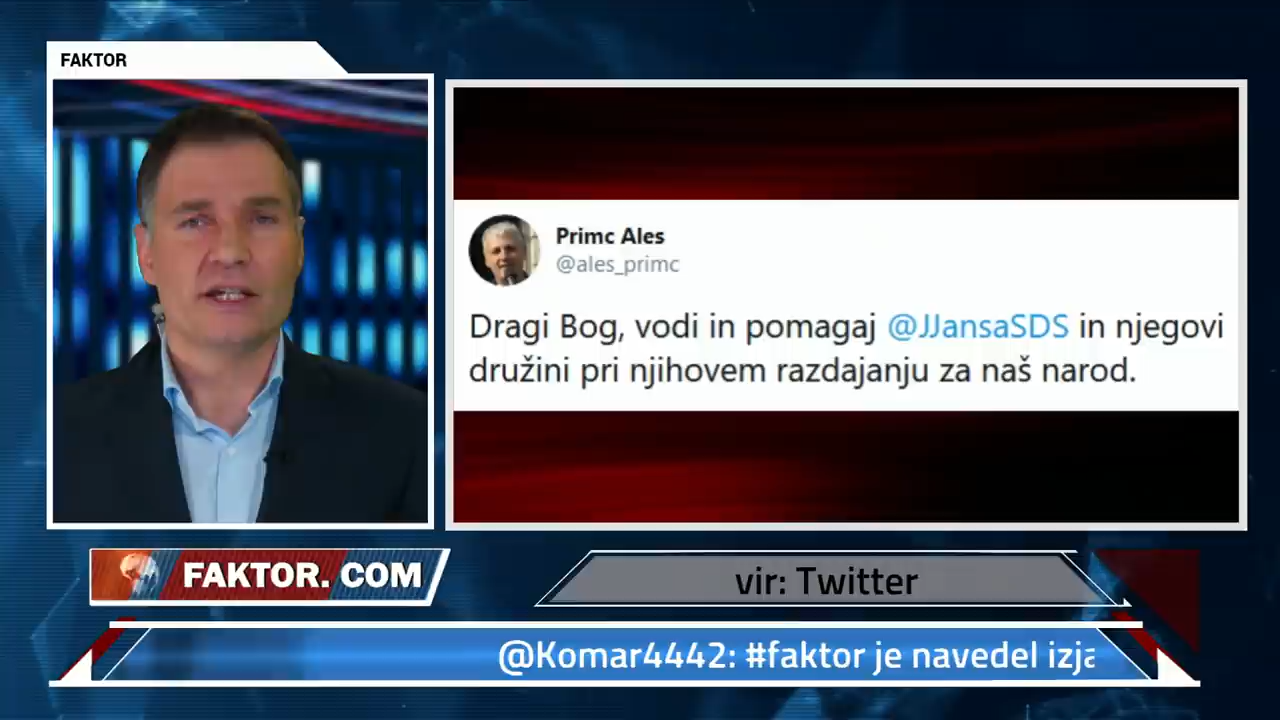 FAKTOR
Primc Ales
@ales_primc
Dragi Bog, vodi in pomagaj @JJansaSDS in njegovi
družini pri njihovem razdajanju za naš narod.
FAKTOR. COM
vir: Twitter
@Komar4442: #faktor je navedel izja